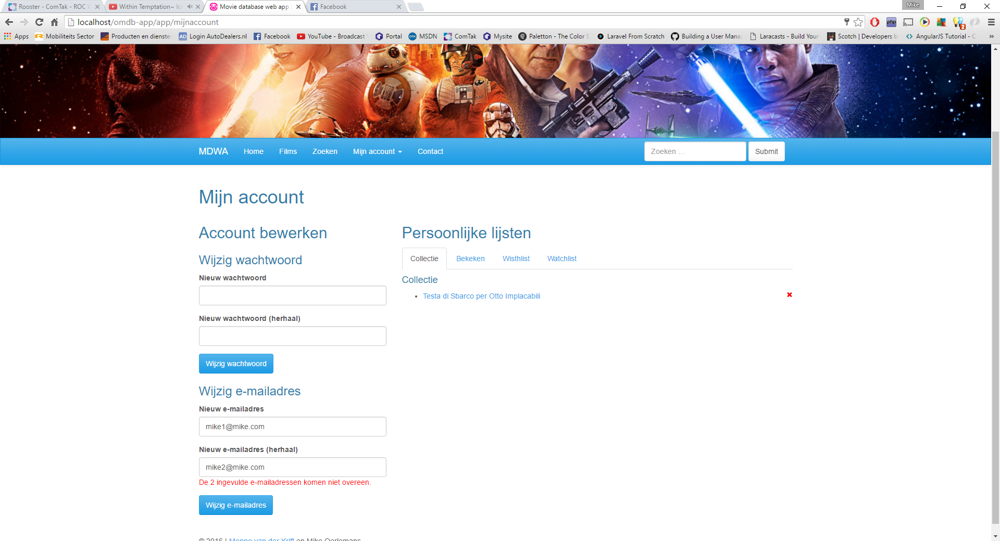 Rooster - ComTak - ROC
Within Temptation~ Ice
Movie database web app
Facebook
Mike
localhost/omdb-app/app/mijnaccount
php
2
Apps
Mobiliteits Sector
Producten en dienste
AD Login AutoDealers.nl
Facebook
YouTube - Broadcast
Portal
OTH MSDN
ComTak
Mysite
Paletton - The Color S
Laravel From Scratch
Building a User Mana
Laracasts - Build Your
Scotch | Developers b
AngularJS Tutorial - C
»
MDWA
Home
Films
Zoeken
Mijn account
Contact
Zoeken ...
Submit
Mijn account
Account bewerken
Wijzig wachtwoord
Nieuw wachtwoord
Nieuw wachtwoord (herhaal)
Wijzig wachtwoord
Wijzig e-mailadres
Nieuw e-mailadres
mike1@mike.com
Nieuw e-mailadres (herhaal)
mike2@mike.com
De 2 ingevulde e-mailadressen komen niet overeen.
Wijzig e-mailadres
Persoonlijke lijsten
Collectie
Bekeken
Wisthlist
Watchlist
Collectie
• Testa di Sbarco per Otto Implacabili
© 2016 | Menno van der Krift en Mike Oerlemans